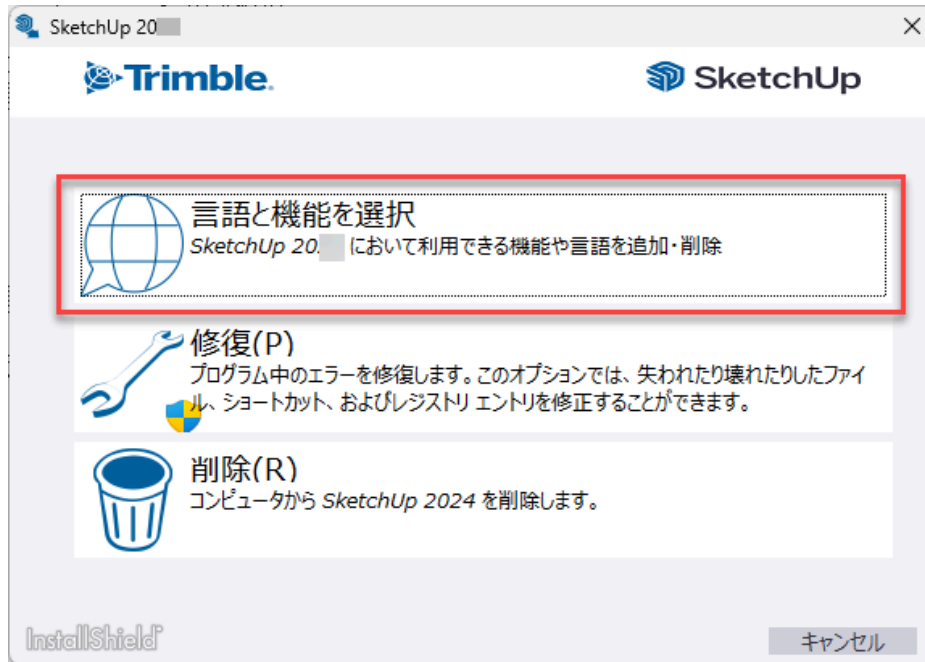 SketchUp 20
Trimble.
SketchUp
言語と機能を選択
SketchUp 20 において利用できる機能や言語を追加・削除
修復(P)
プログラム中のエラーを修復します。このオプションでは、失われたり壊れたりしたファイ
ル、ショートカット、およびレジストリ エントリを修正することができます。
削除(R)
コンピュータから SketchUp 2024 を削除します。
InstallShield
キャンセル